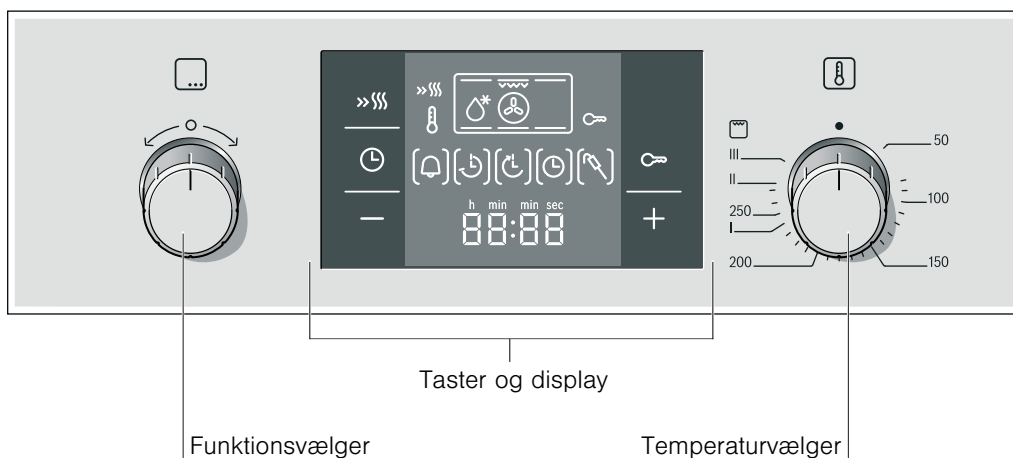 h min min sec
88:88
50
III
II
100
250
I
200
150
Taster og display
Funktionsvælger
Temperaturvælger